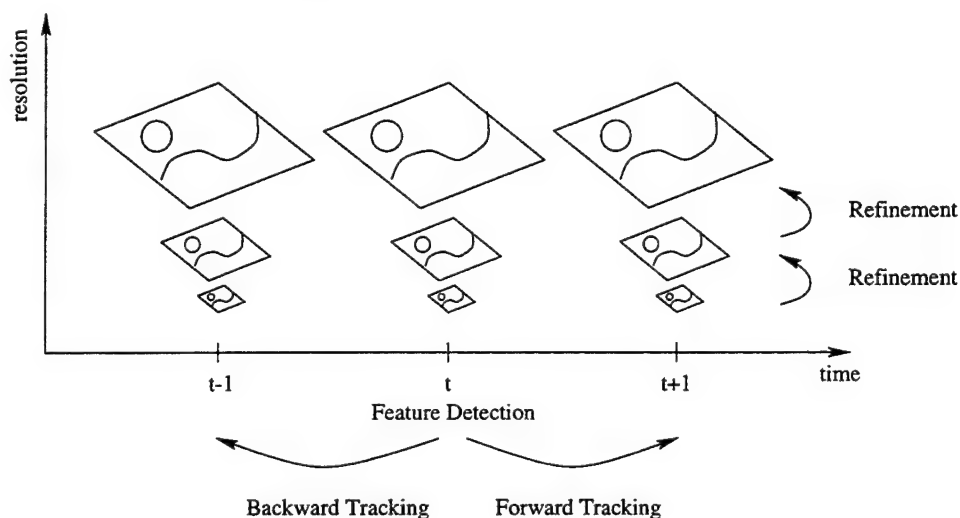 resolution
Refinement
Refinement
t-1
t
t+1
time
Feature Detection
Backward Tracking
Forward Tracking